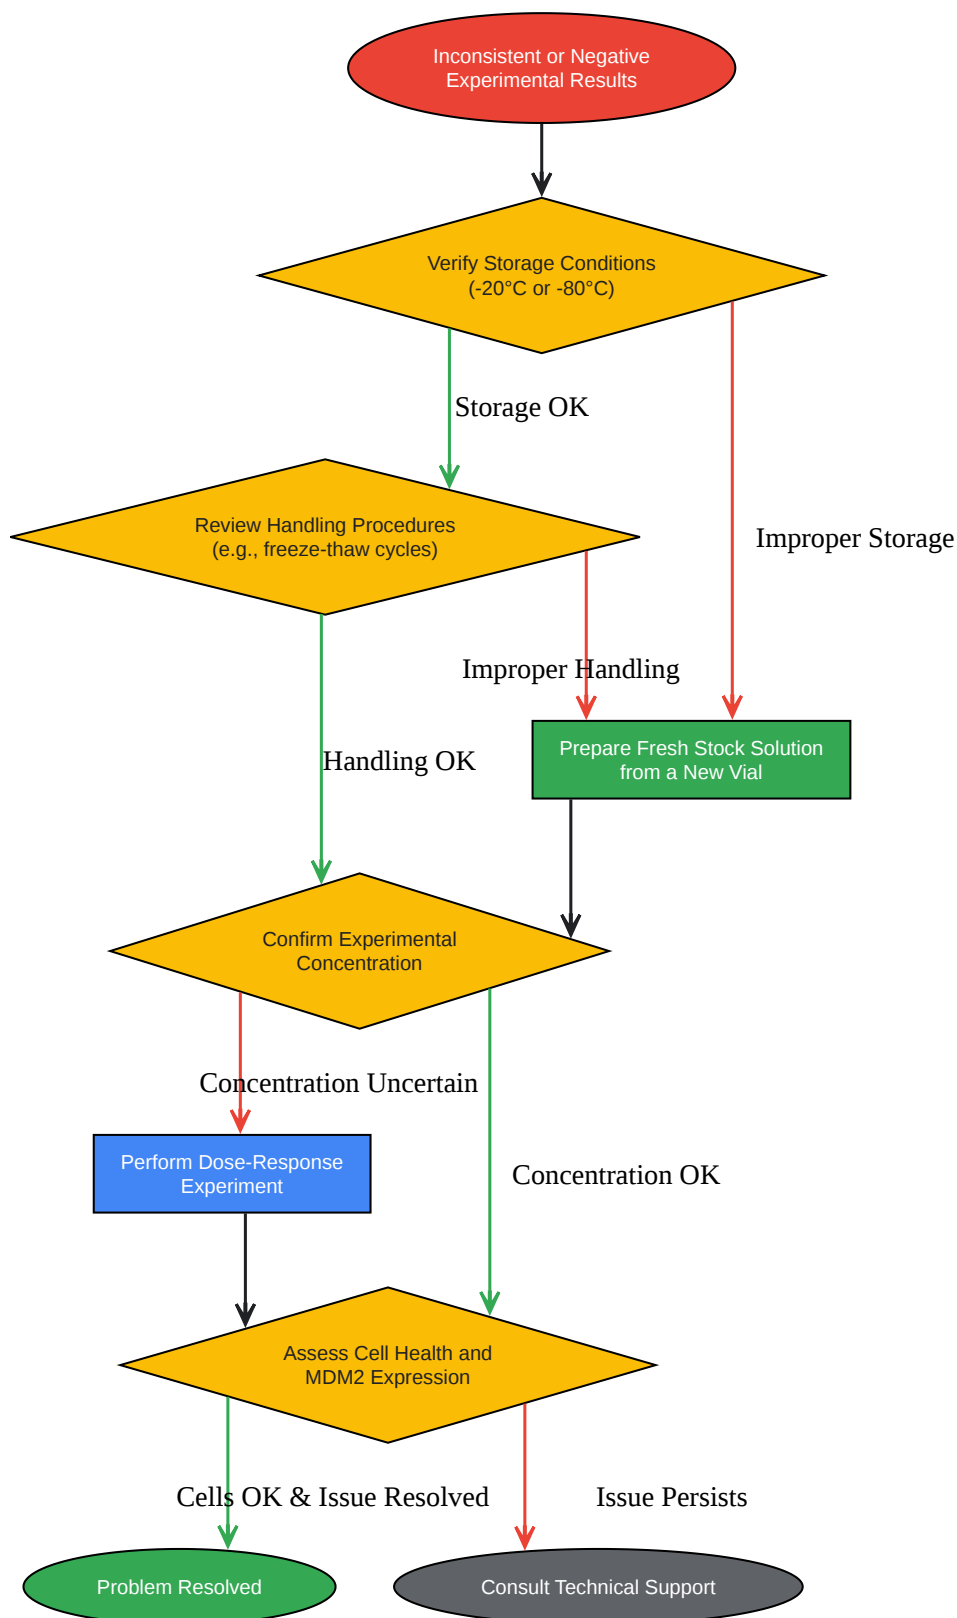 Inconsistent or Negative
Experimental Results
Verify Storage Conditions
(-20°C or -80°C)
Storage OK
Review Handling Procedures
(e.g., freeze-thaw cycles)
Improper Storage
Improper Handling
Prepare Fresh Stock Solution
from a New Vial
Handling OK
Confirm Experimental
Concentration
Concentration Uncertain
Perform Dose-Response
Experiment
Concentration OK
Assess Cell Health and
MDM2 Expression
Cells OK & Issue Resolved
Issue Persists
Problem Resolved
Consult Technical Support